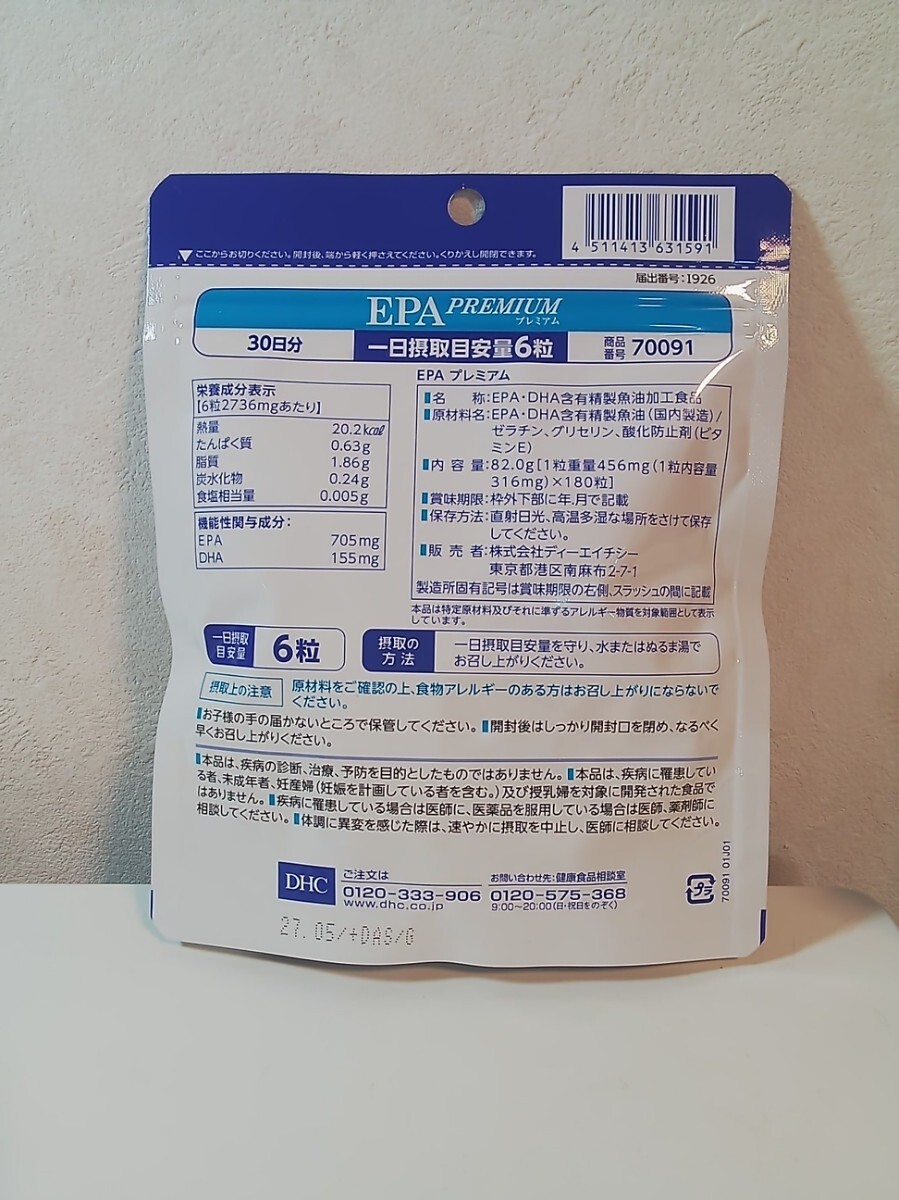 4 511413 631591
▼ここからお切りください。開封後、端から軽く押さえてください。くりかえし開閉できます。
届出番号：1926
EPA PREMIUM
プレミアム
30日分
一日摂取目安量6粒
商品番号 70091
栄養成分表示
【6粒2736mgあたり】
熱量 20.2kcal
たんぱく質 0.63g
脂質 1.86g
炭水化物 0.24g
食塩相当量 0.005g
機能性関与成分：
EPA 705mg
DHA 155mg
EPA プレミアム
名 称：EPA・DHA含有精製魚油加工食品
原材料名：EPA・DHA含有精製魚油（国内製造）/
ゼラチン、グリセリン、酸化防止剤（ビタ
ミンE）
内 容 量：82.0g[1粒重量456mg（1粒内容量
316mg）×180粒]
賞味期限：枠外下部に年.月で記載
保存方法：直射日光、高温多湿な場所をさけて保存
してください。
販 売 者：株式会社ディーエイチシー
東京都港区南麻布2-7-1
製造所固有記号は賞味期限の右側、スラッシュの間に記載
本品は特定原材料及びそれに準ずるアレルギー物質を対象範囲として表示
しています。
一日摂取
目安量
6粒
摂取の
方法
一日摂取目安量を守り、水またはぬるま湯で
お召し上がりください。
摂取上の注意
原材料をご確認の上、食物アレルギーのある方はお召し上がりにならないで
ください。
お子様の手の届かないところで保管してください。開封後はしっかり開封口を閉め、なるべく
早くお召し上がりください。
本品は、疾病の診断、治療、予防を目的としたものではありません。本品は、疾病に罹患してい
る者、未成年者、妊産婦（妊娠を計画している者を含む。）及び授乳婦を対象に開発された食品で
はありません。疾病に罹患している場合は医師に、医薬品を服用している場合は医師、薬剤師に
相談してください。体調に異変を感じた際は、速やかに摂取を中止し、医師に相談してください。
DHC
ご注文は
0120-333-906
www.dhc.co.jp
お問い合わせ先：健康食品相談室
0120-575-368
9:00～20:00（日・祝日をのぞく）
プラ
70091 01J01
27.05/+DAS/G